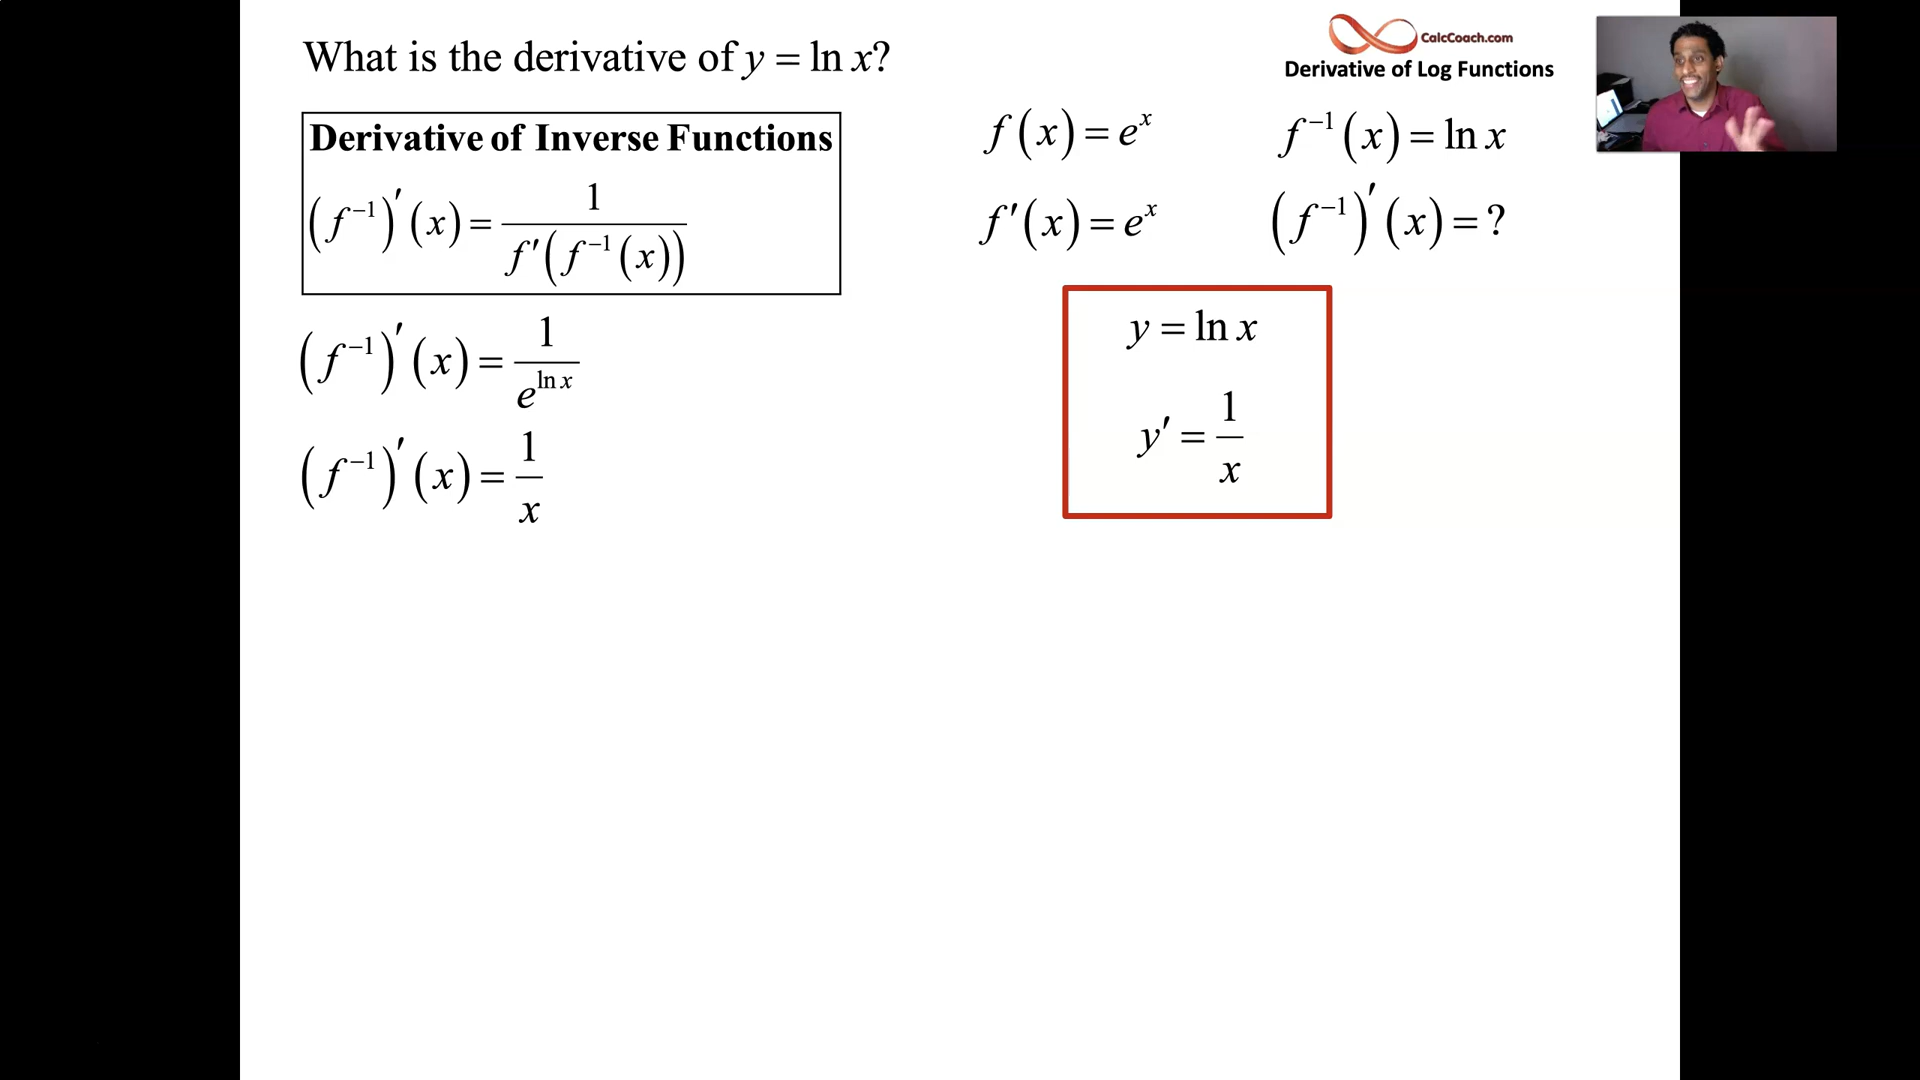 What is the derivative of y = ln x?
CalcCoach.com
Derivative of Log Functions
Derivative of Inverse Functions
(f⁻¹)′(x) = 1 / f′(f⁻¹(x))
f(x) = eˣ
f⁻¹(x) = ln x
f′(x) = eˣ
(f⁻¹)′(x) = ?
(f⁻¹)′(x) = 1 / e^(ln x)
(f⁻¹)′(x) = 1 / x
y = ln x
y′ = 1 / x